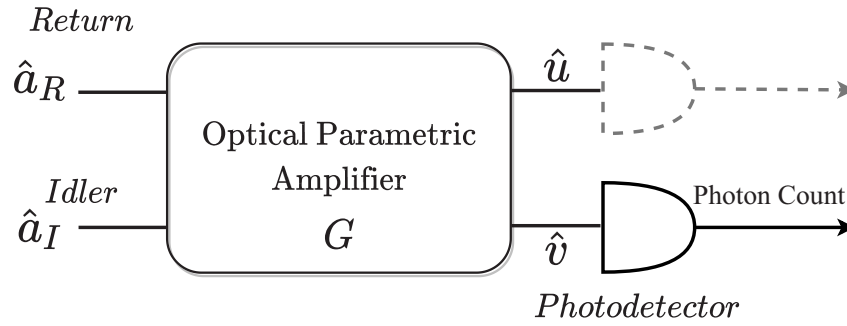 Return
â_R
û
Optical Parametric
Amplifier
G
Idler
â_I
Photon Count
v̂
Photodetector